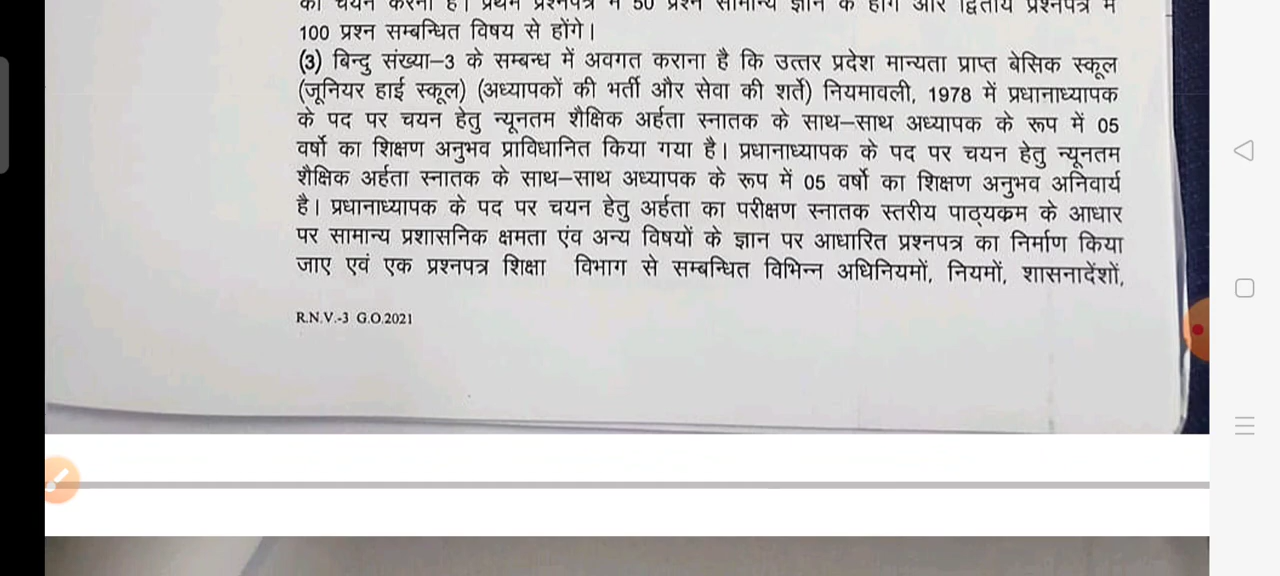 का चयन करना है। प्रथम प्रश्नपत्र में 50 प्रश्न सामान्य ज्ञान के होंगे और द्वितीय प्रश्नपत्र में
100 प्रश्न सम्बन्धित विषय से होंगे।
(3) बिन्दु संख्या–3 के सम्बन्ध में अवगत कराना है कि उत्तर प्रदेश मान्यता प्राप्त बेसिक स्कूल
(जूनियर हाई स्कूल) (अध्यापकों की भर्ती और सेवा की शर्ते) नियमावली, 1978 में प्रधानाध्यापक
के पद पर चयन हेतु न्यूनतम शैक्षिक अर्हता स्नातक के साथ–साथ अध्यापक के रूप में 05
वर्षो का शिक्षण अनुभव प्राविधानित किया गया है। प्रधानाध्यापक के पद पर चयन हेतु न्यूनतम
शैक्षिक अर्हता स्नातक के साथ–साथ अध्यापक के रूप में 05 वर्षो का शिक्षण अनुभव अनिवार्य
है। प्रधानाध्यापक के पद पर चयन हेतु अर्हता का परीक्षण स्नातक स्तरीय पाठ्यक्रम के आधार
पर सामान्य प्रशासनिक क्षमता एंव अन्य विषयों के ज्ञान पर आधारित प्रश्नपत्र का निर्माण किया
जाए एवं एक प्रश्नपत्र शिक्षा विभाग से सम्बन्धित विभिन्न अधिनियमों, नियमों, शासनादेंशों,
R.N.V.-3 G.O.2021